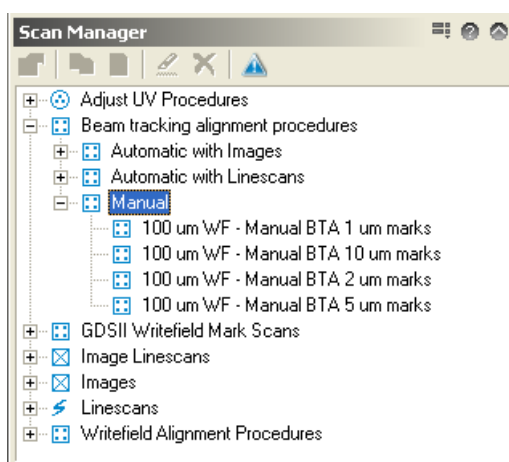 Scan Manager
Adjust UV Procedures
Beam tracking alignment procedures
Automatic with Images
Automatic with Linescans
Manual
100 um WF - Manual BTA 1 um marks
100 um WF - Manual BTA 10 um marks
100 um WF - Manual BTA 2 um marks
100 um WF - Manual BTA 5 um marks
GDSII Writefield Mark Scans
Image Linescans
Images
Linescans
Writefield Alignment Procedures